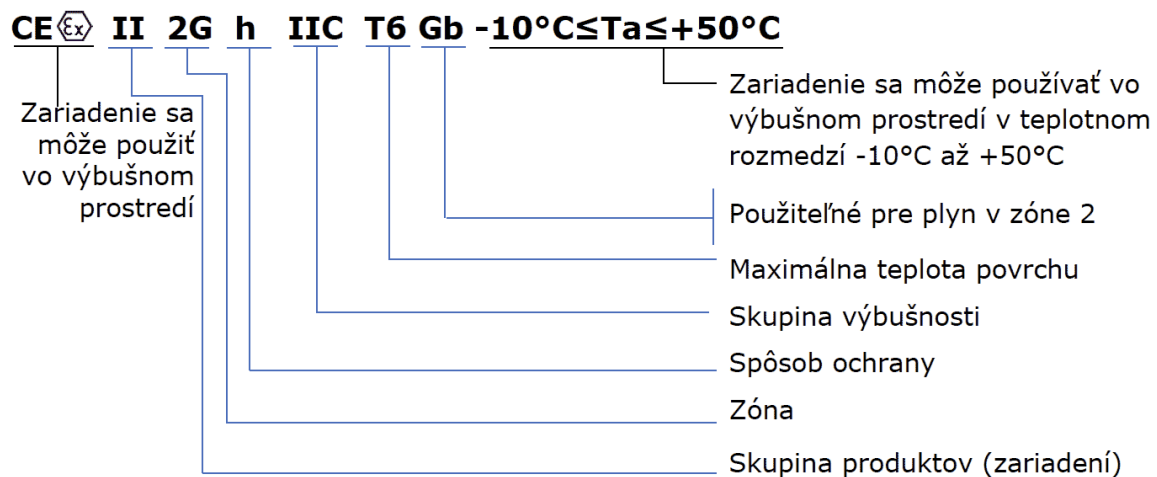 CE Ex II 2G h IIC T6 Gb -10°C≤Ta≤+50°C
Zariadenie sa
môže použiť
vo výbušnom
prostredí
Zariadenie sa môže používať vo
výbušnom prostredí v teplotnom
rozmedzí -10°C až +50°C
Použiteľné pre plyn v zóne 2
Maximálna teplota povrchu
Skupina výbušnosti
Spôsob ochrany
Zóna
Skupina produktov (zariadení)